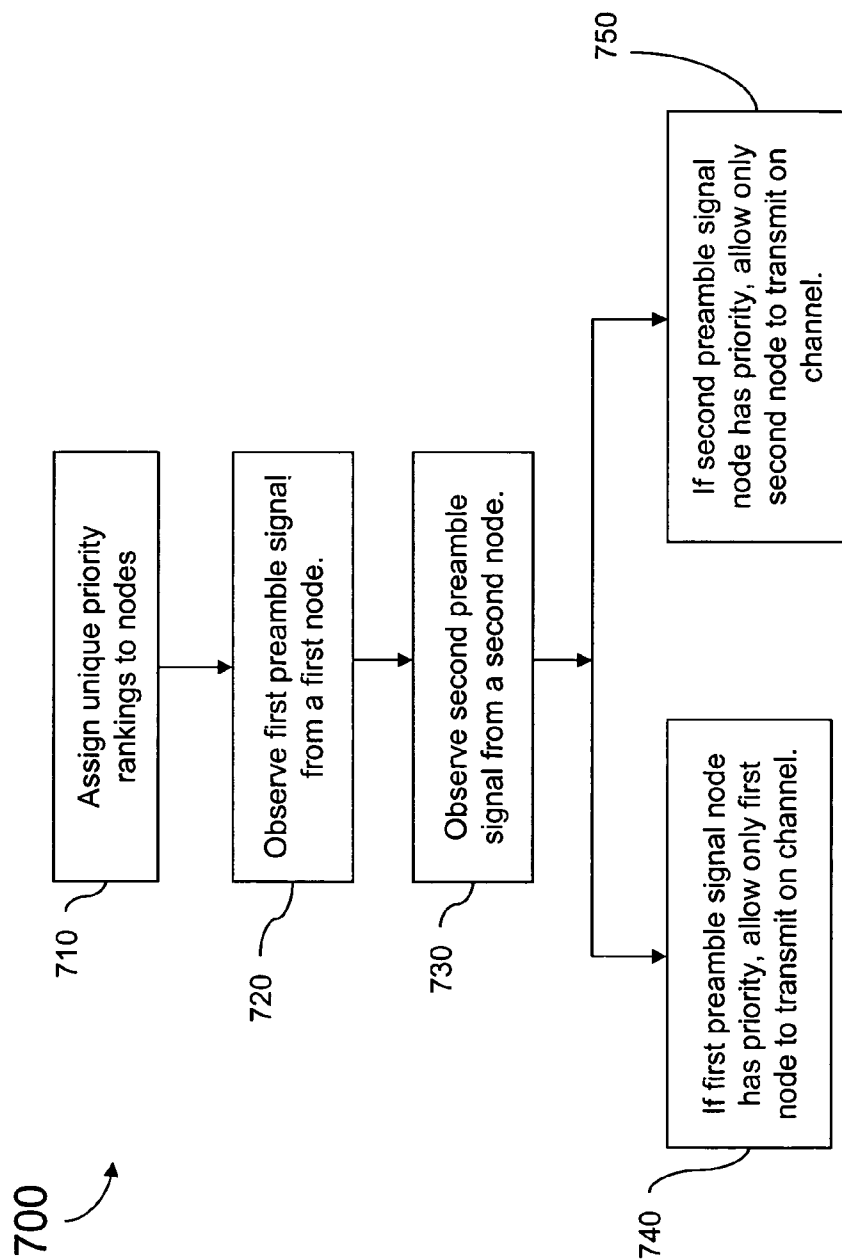 700
710
Assign unique priority
rankings to nodes
720
Observe first preamble signal
from a first node.
730
Observe second preamble
signal from a second node.
740
If first preamble signal node
has priority, allow only first
node to transmit on channel.
750
If second preamble signal
node has priority, allow only
second node to transmit on
channel.